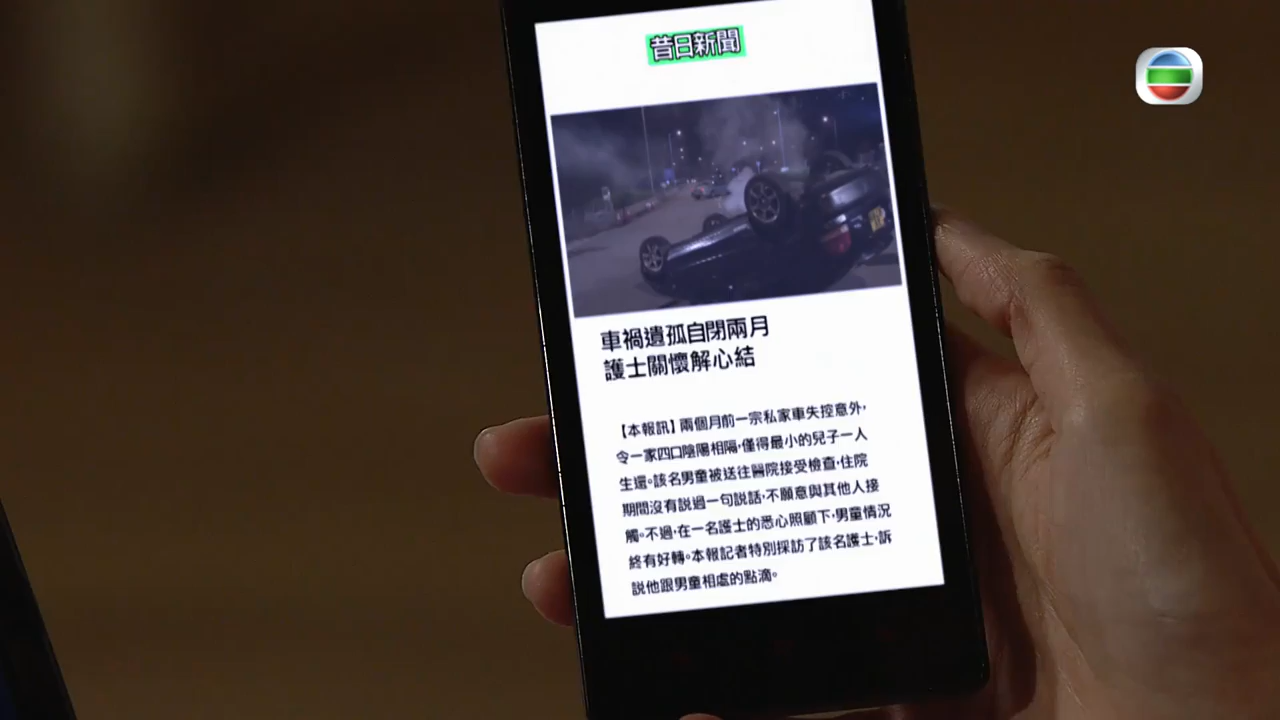 昔日新聞
車禍遺孤自閉兩月
護士關懷解心結
【本報訊】兩個月前一宗私家車失控意外，
令一家四口陰陽相隔，僅得最小的兒子一人
生還。該名男童被送往醫院接受檢查，住院
期間沒有說過一句說話，不願意與其他人接
觸。不過，在一名護士的悉心照顧下，男童情況
終有好轉。本報記者特別採訪了該名護士，訴
說他跟男童相處的點滴。